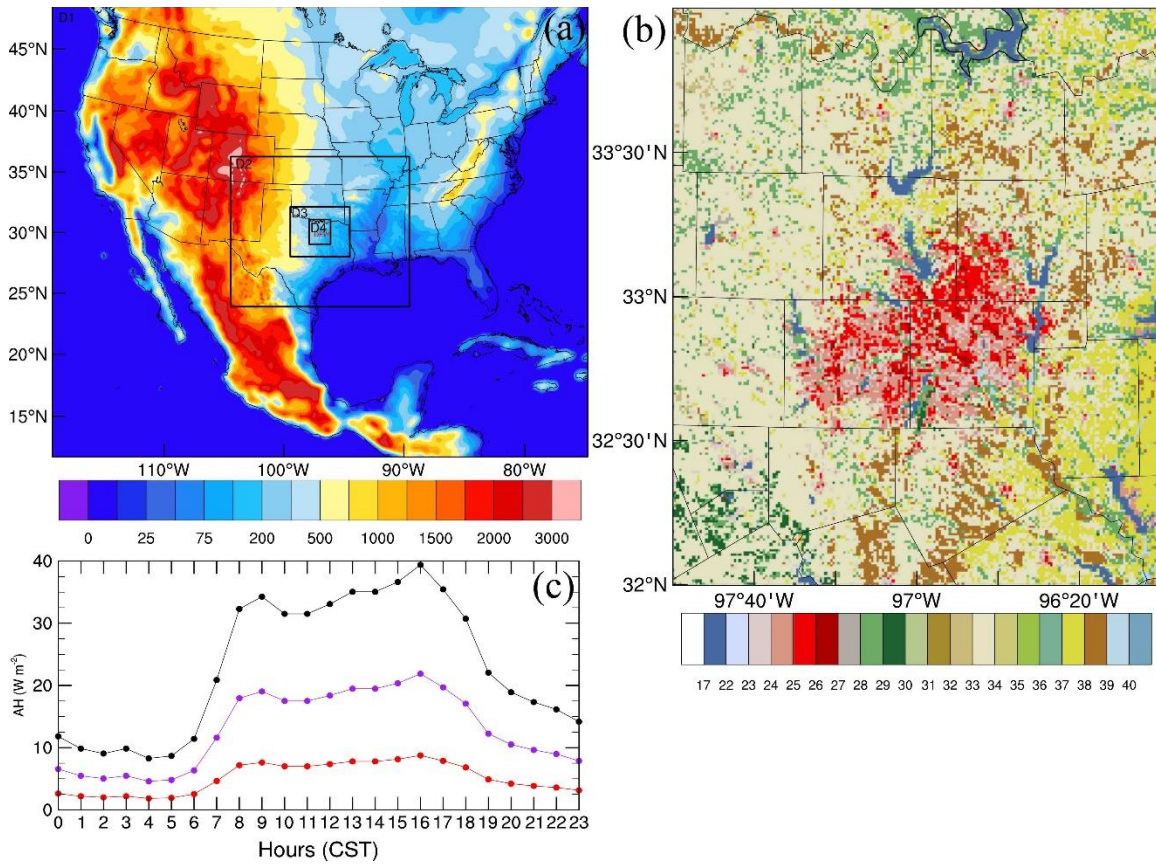 D1
(a)
45°N
40°N
35°N
30°N
25°N
20°N
15°N
D2
D3
D4
110°W 100°W 90°W 80°W
0 25 75 200 500 1000 1500 2000 3000
(b)
33°30'N
33°N
32°30'N
32°N
97°40'W 97°W 96°20'W
17 22 23 24 25 26 27 28 29 30 31 32 33 34 35 36 37 38 39 40
(c)
40
30
20
10
0
AH (W m-2)
0 1 2 3 4 5 6 7 8 9 10 11 12 13 14 15 16 17 18 19 20 21 22 23
Hours (CST)